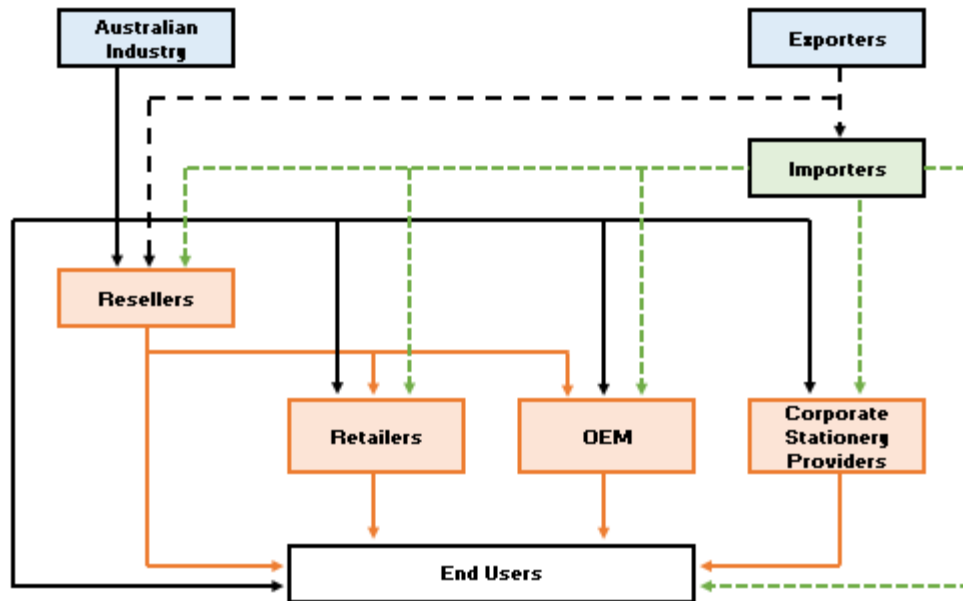 Australian
Industry
Exporters
Importers
Resellers
Retailers
OEM
Corporate
Stationery
Providers
End Users